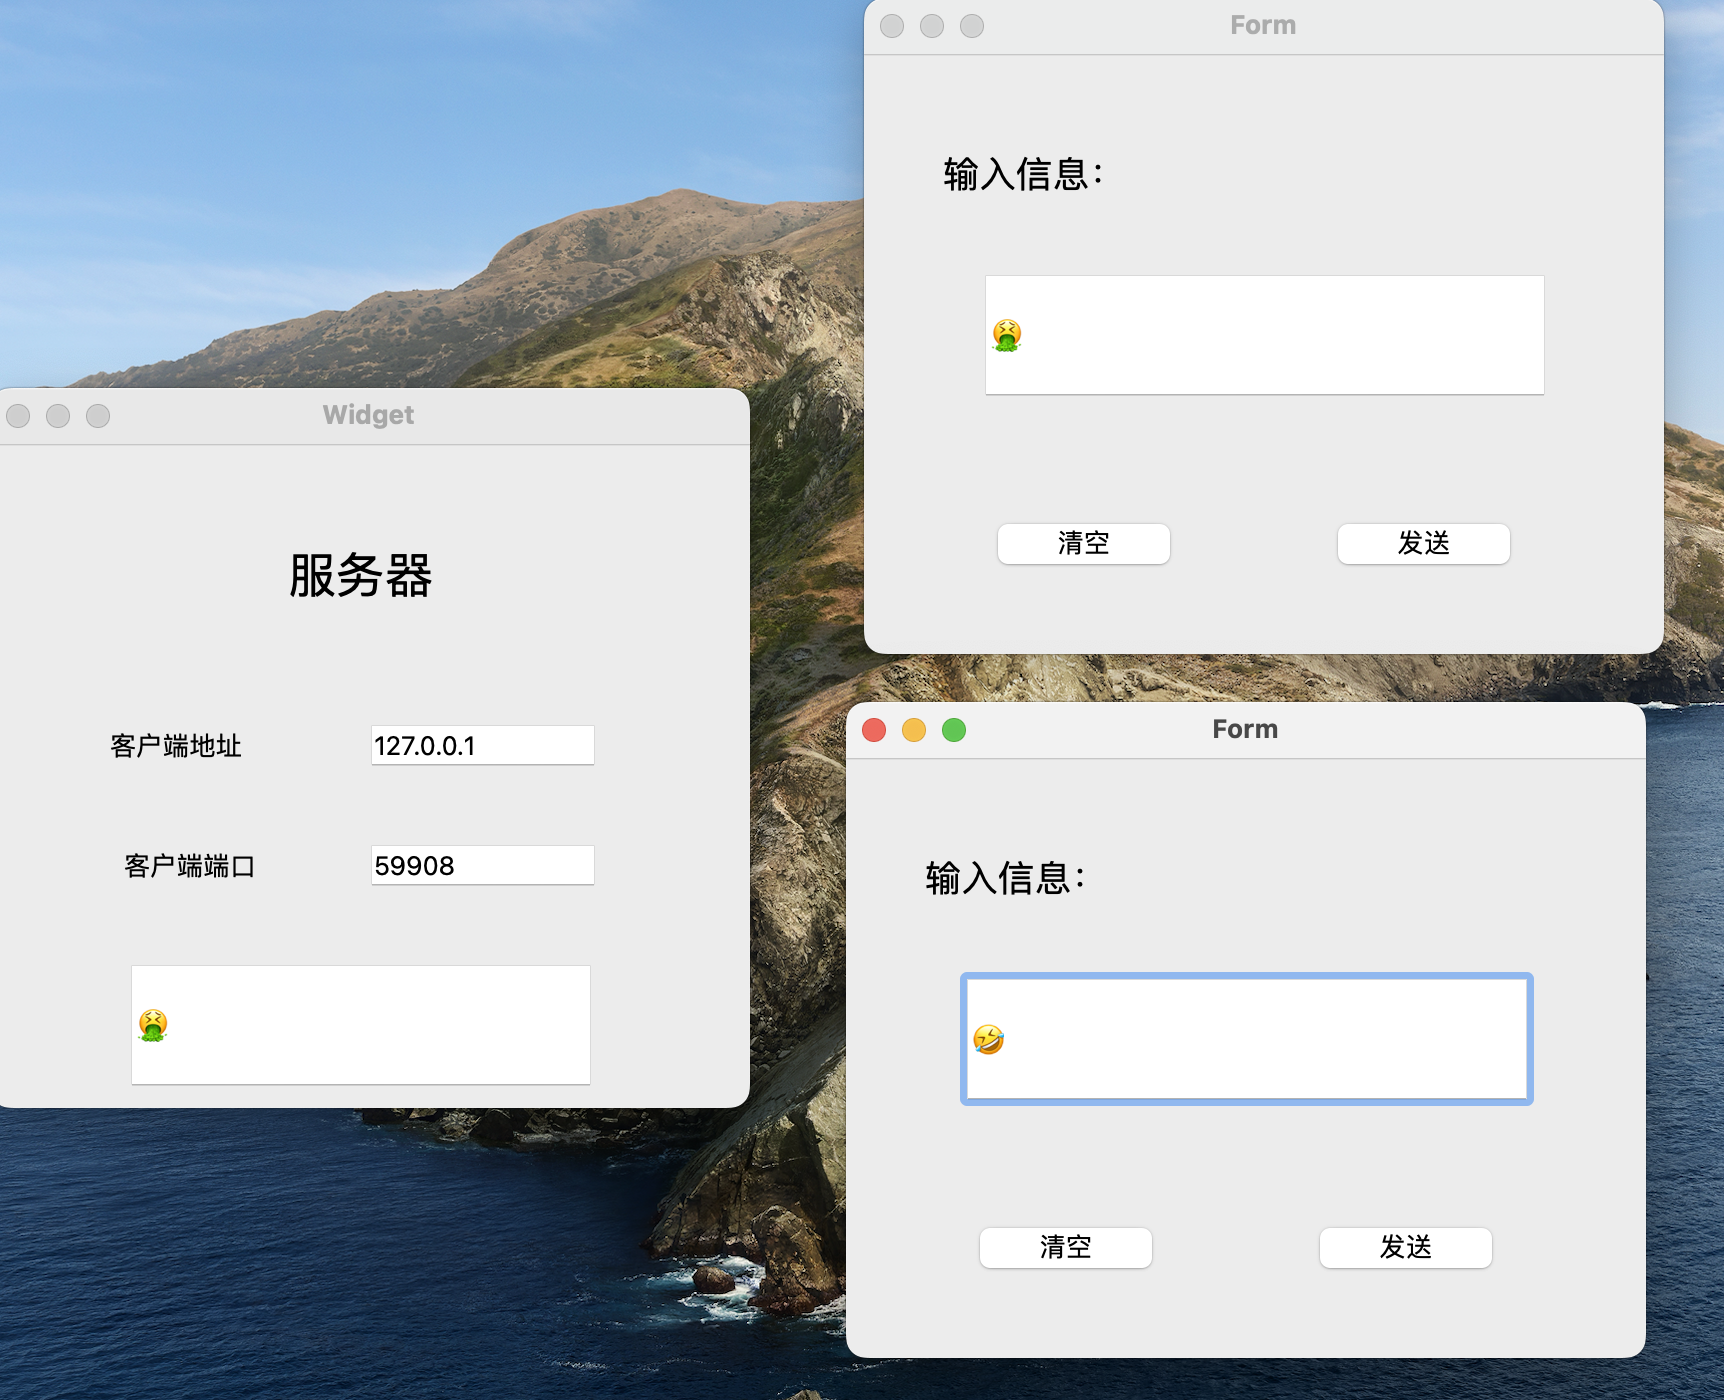 Form
输入信息：
🤮
清空
发送
Widget
服务器
客户端地址
127.0.0.1
客户端端口
59908
🤮
Form
输入信息：
🤣
清空
发送